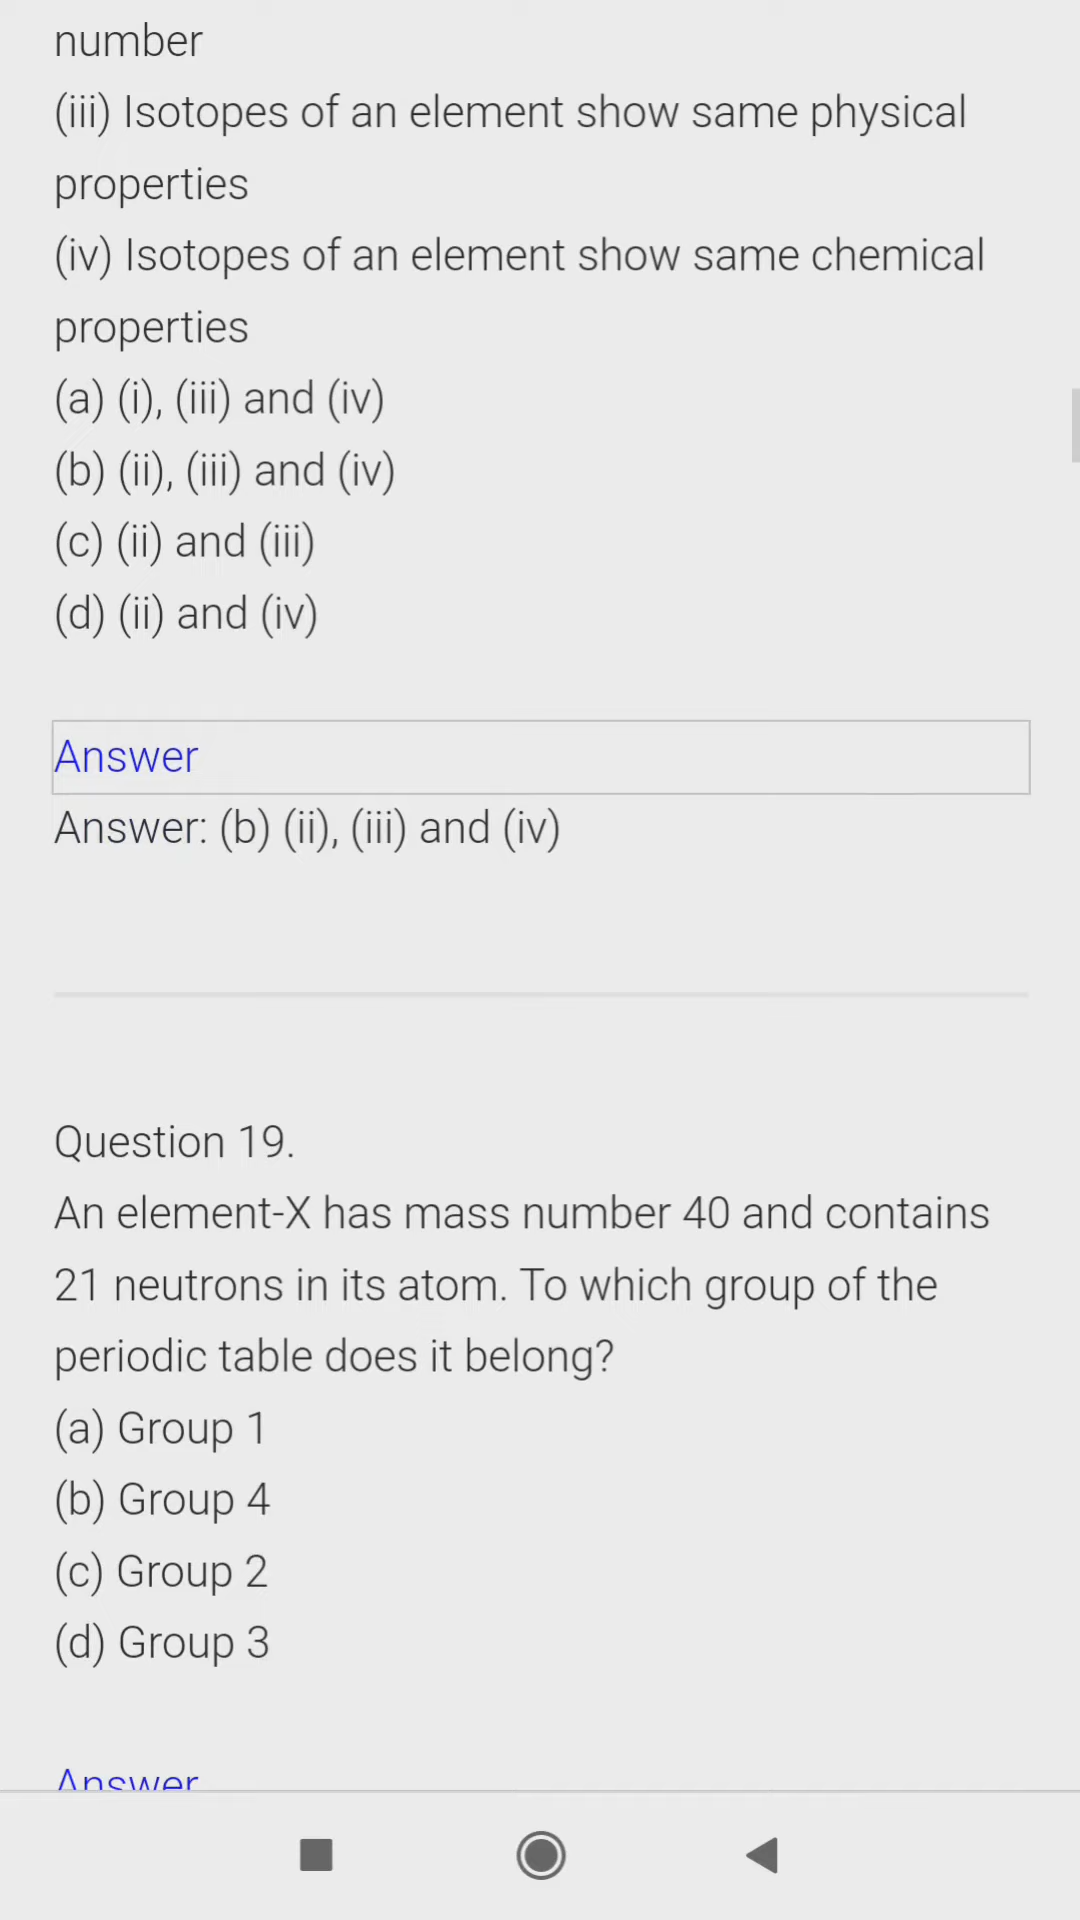 number
(iii) Isotopes of an element show same physical
properties
(iv) Isotopes of an element show same chemical
properties
(a) (i), (iii) and (iv)
(b) (ii), (iii) and (iv)
(c) (ii) and (iii)
(d) (ii) and (iv)
Answer
Answer: (b) (ii), (iii) and (iv)
Question 19.
An element-X has mass number 40 and contains
21 neutrons in its atom. To which group of the
periodic table does it belong?
(a) Group 1
(b) Group 4
(c) Group 2
(d) Group 3
Answer